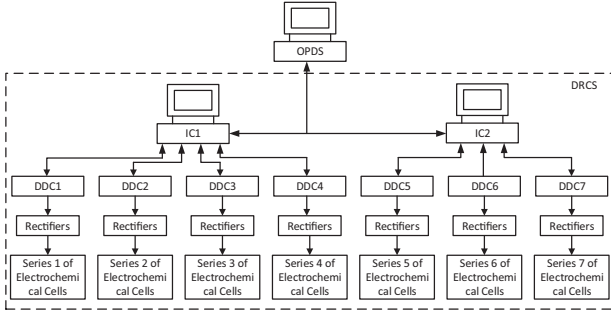 OPDS
DRCS
IC1
IC2
DDC1
DDC2
DDC3
DDC4
DDC5
DDC6
DDC7
Rectifiers
Rectifiers
Rectifiers
Rectifiers
Rectifiers
Rectifiers
Rectifiers
Series 1 of
Electrochemi
cal Cells
Series 2 of
Electrochemi
cal Cells
Series 3 of
Electrochemi
cal Cells
Series 4 of
Electrochemi
cal Cells
Series 5 of
Electrochemi
cal Cells
Series 6 of
Electrochemi
cal Cells
Series 7 of
Electrochemi
cal Cells